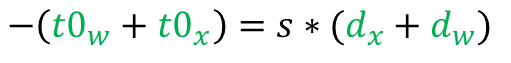 −(t0_w + t0_x) = s ∗ (d_x + d_w)